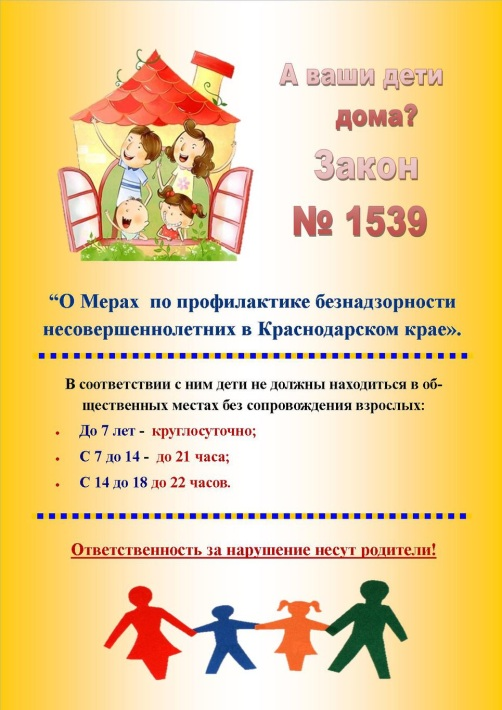 А ваши дети
дома?
Закон
№ 1539
“О Мерах по профилактике безнадзорности
несовершеннолетних в Краснодарском крае».
В соответствии с ним дети не должны находиться в об-
щественных местах без сопровождения взрослых:
• До 7 лет - круглосуточно;
• С 7 до 14 - до 21 часа;
• С 14 до 18 до 22 часов.
Ответственность за нарушение несут родители!